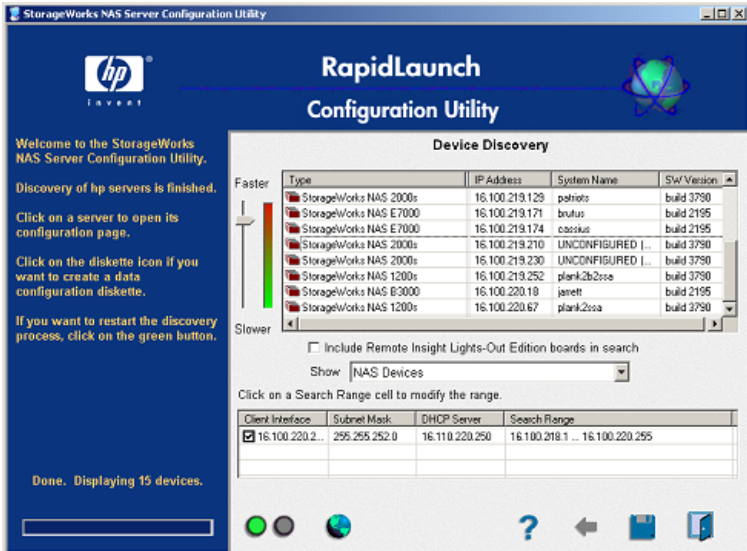 StorageWorks NAS Server Configuration Utility
hp
invent
RapidLaunch
Configuration Utility
Welcome to the StorageWorks
NAS Server Configuration Utility.
Discovery of hp servers is finished.
Click on a server to open its
configuration page.
Click on the diskette icon if you
want to create a data
configuration diskette.
If you want to restart the discovery
process, click on the green button.
Done. Displaying 15 devices.
Device Discovery
Faster
Slower
Type IP Address System Name SW Version
StorageWorks NAS 2000s 16.100.219.129 patriots build 3790
StorageWorks NAS E7000 16.100.219.171 brutus build 2195
StorageWorks NAS E7000 16.100.219.174 cassius build 2195
StorageWorks NAS 2000s 16.100.219.210 UNCONFIGURED (... build 3790
StorageWorks NAS 2000s 16.100.219.230 UNCONFIGURED (... build 3790
StorageWorks NAS 1200s 16.100.219.252 plank2b2ssa build 3790
StorageWorks NAS B3000 16.100.220.18 jarrett build 2195
StorageWorks NAS 1200s 16.100.220.67 plank2ssa build 3790
Include Remote Insight Lights-Out Edition boards in search
Show NAS Devices
Click on a Search Range cell to modify the range.
Client Interface Subnet Mask DHCP Server Search Range
16.100.220.2... 255.255.252.0 16.110.220.250 16.100.218.1 ... 16.100.220.255
?